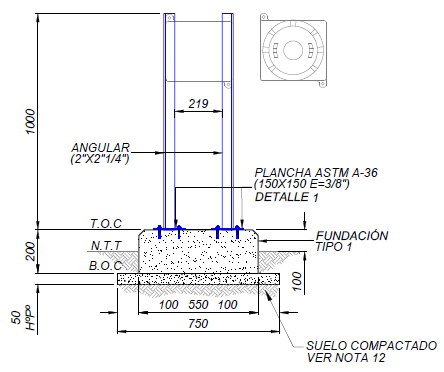 1000
219
ANGULAR
(2"X2"1/4")
PLANCHA ASTM A-36
(150X150 E=3/8")
DETALLE 1
T.O.C
FUNDACIÓN
TIPO 1
200
N.T.T
B.O.C
100
50
HºPº
100 550 100
750
SUELO COMPACTADO
VER NOTA 12